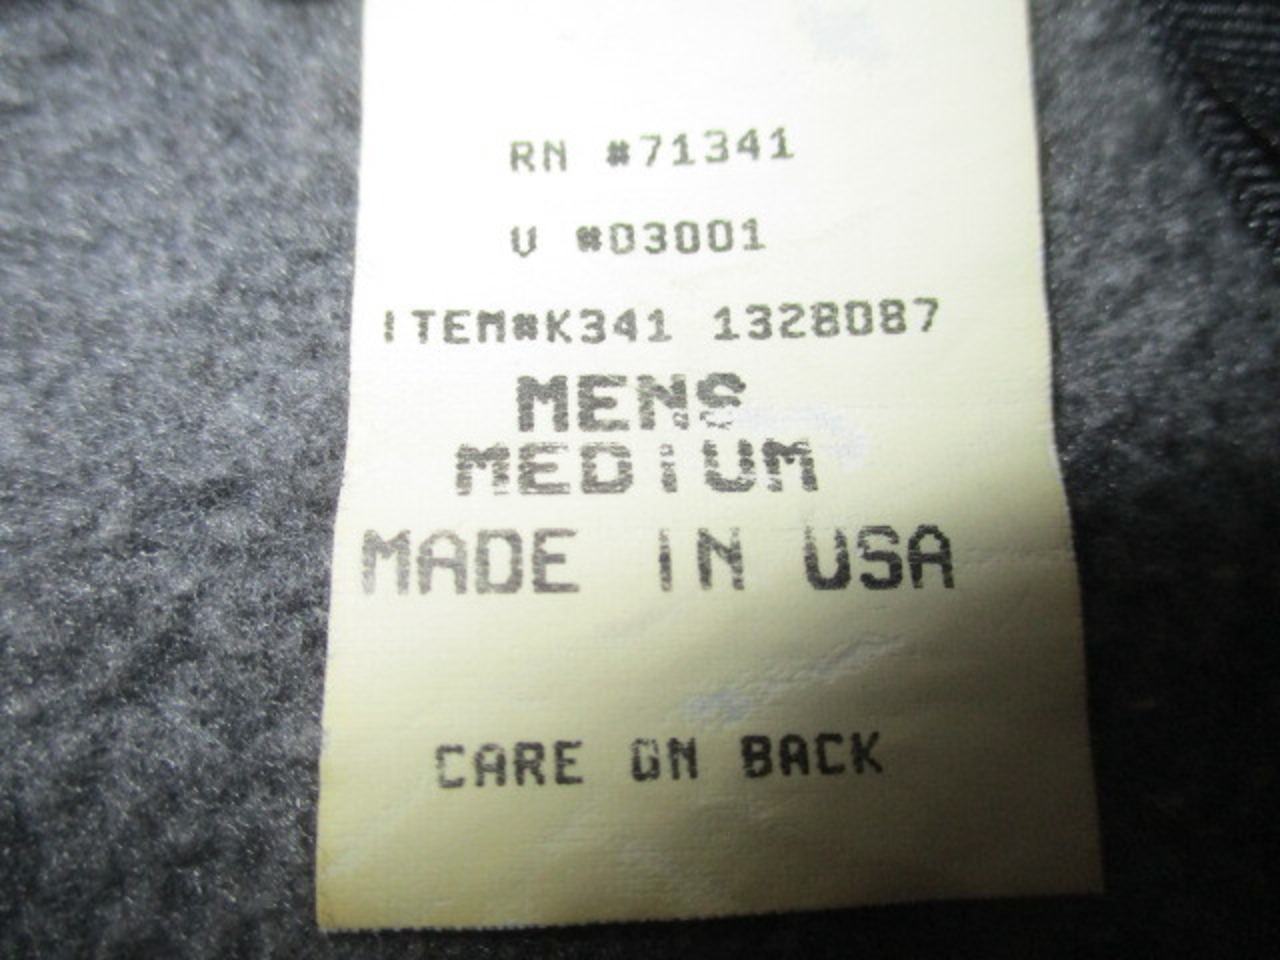 RN #71341
V #03001
ITEM#K341 1328087
MENS
MEDIUM
MADE IN USA
CARE ON BACK